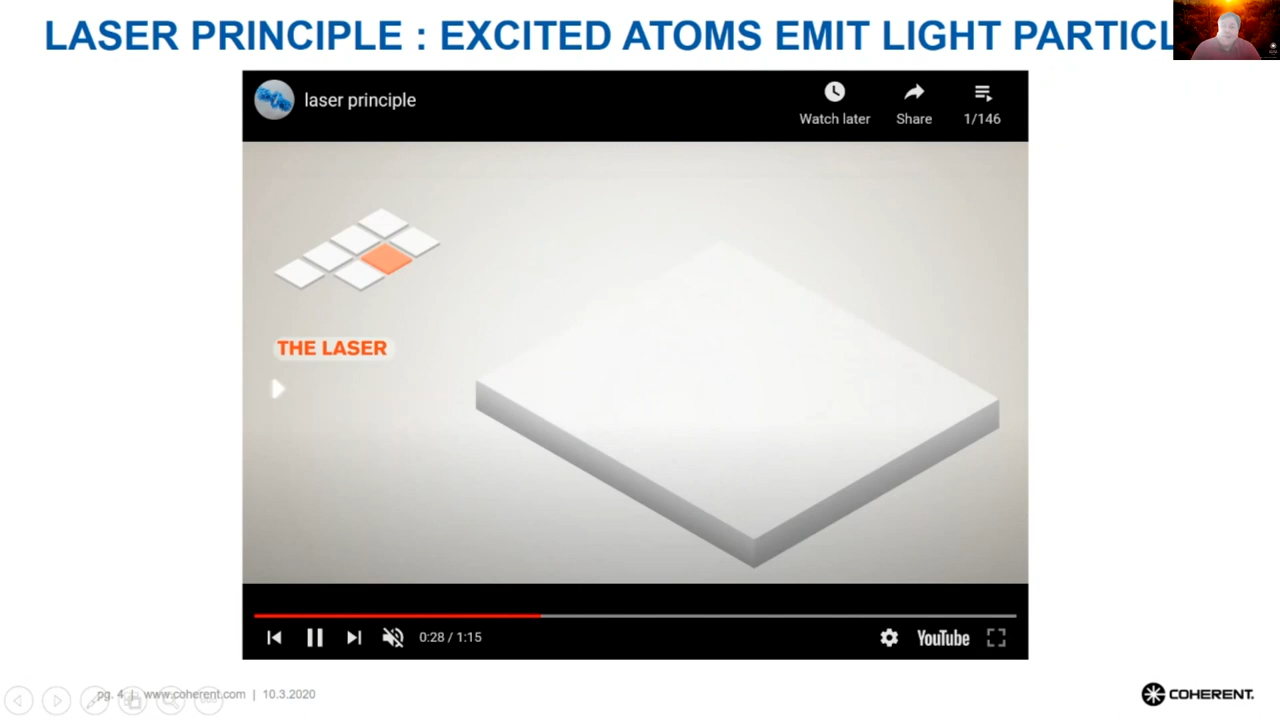 LASER PRINCIPLE : EXCITED ATOMS EMIT LIGHT PARTICL
laser principle
Watch later
Share
1/146
THE LASER
0:28 / 1:15
YouTube
pg. 4 | www.coherent.com | 10.3.2020
COHERENT.